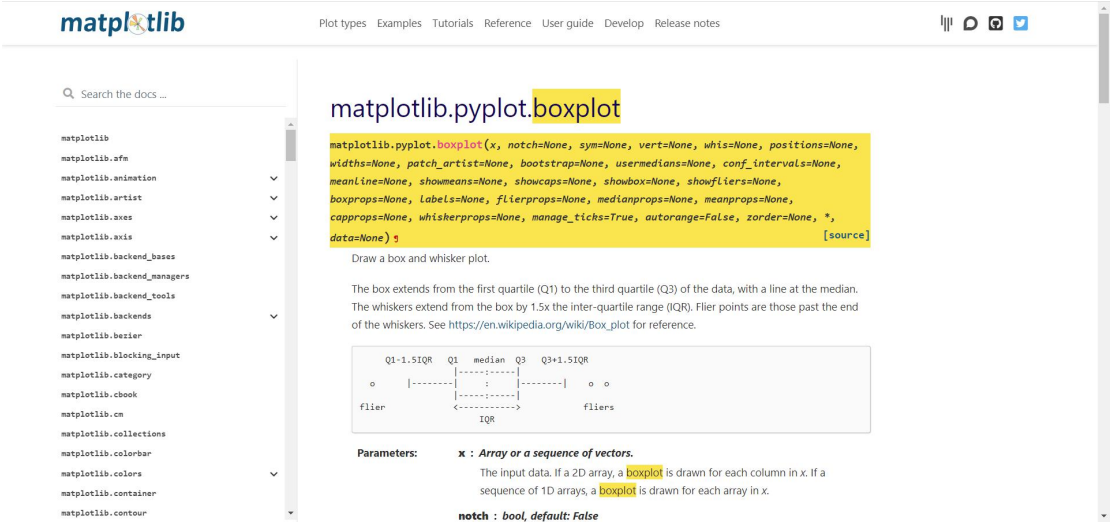 matplotlib
Plot types Examples Tutorials Reference User guide Develop Release notes
Search the docs ...
matplotlib
matplotlib.afm
matplotlib.animation
matplotlib.artist
matplotlib.axes
matplotlib.axis
matplotlib.backend_bases
matplotlib.backend_managers
matplotlib.backend_tools
matplotlib.backends
matplotlib.bezier
matplotlib.blocking_input
matplotlib.category
matplotlib.cbook
matplotlib.cm
matplotlib.collections
matplotlib.colorbar
matplotlib.colors
matplotlib.container
matplotlib.contour
matplotlib.pyplot.boxplot
matplotlib.pyplot.boxplot(x, notch=None, sym=None, vert=None, whis=None, positions=None,
widths=None, patch_artist=None, bootstrap=None, usermedians=None, conf_intervals=None,
meanline=None, showmeans=None, showcaps=None, showbox=None, showfliers=None,
boxprops=None, labels=None, flierprops=None, medianprops=None, meanprops=None,
capprops=None, whiskerprops=None, manage_ticks=True, autorange=False, zorder=None, *,
data=None) ¶ [source]
Draw a box and whisker plot.
The box extends from the first quartile (Q1) to the third quartile (Q3) of the data, with a line at the median.
The whiskers extend from the box by 1.5x the inter-quartile range (IQR). Flier points are those past the end
of the whiskers. See https://en.wikipedia.org/wiki/Box_plot for reference.
Q1-1.5IQR Q1 median Q3 Q3+1.5IQR
|-----:-----|
o |--------| : |--------| o o
|-----:-----|
flier <-----------> fliers
IQR
Parameters: x : Array or a sequence of vectors.
The input data. If a 2D array, a boxplot is drawn for each column in x. If a
sequence of 1D arrays, a boxplot is drawn for each array in x.
notch : bool, default: False